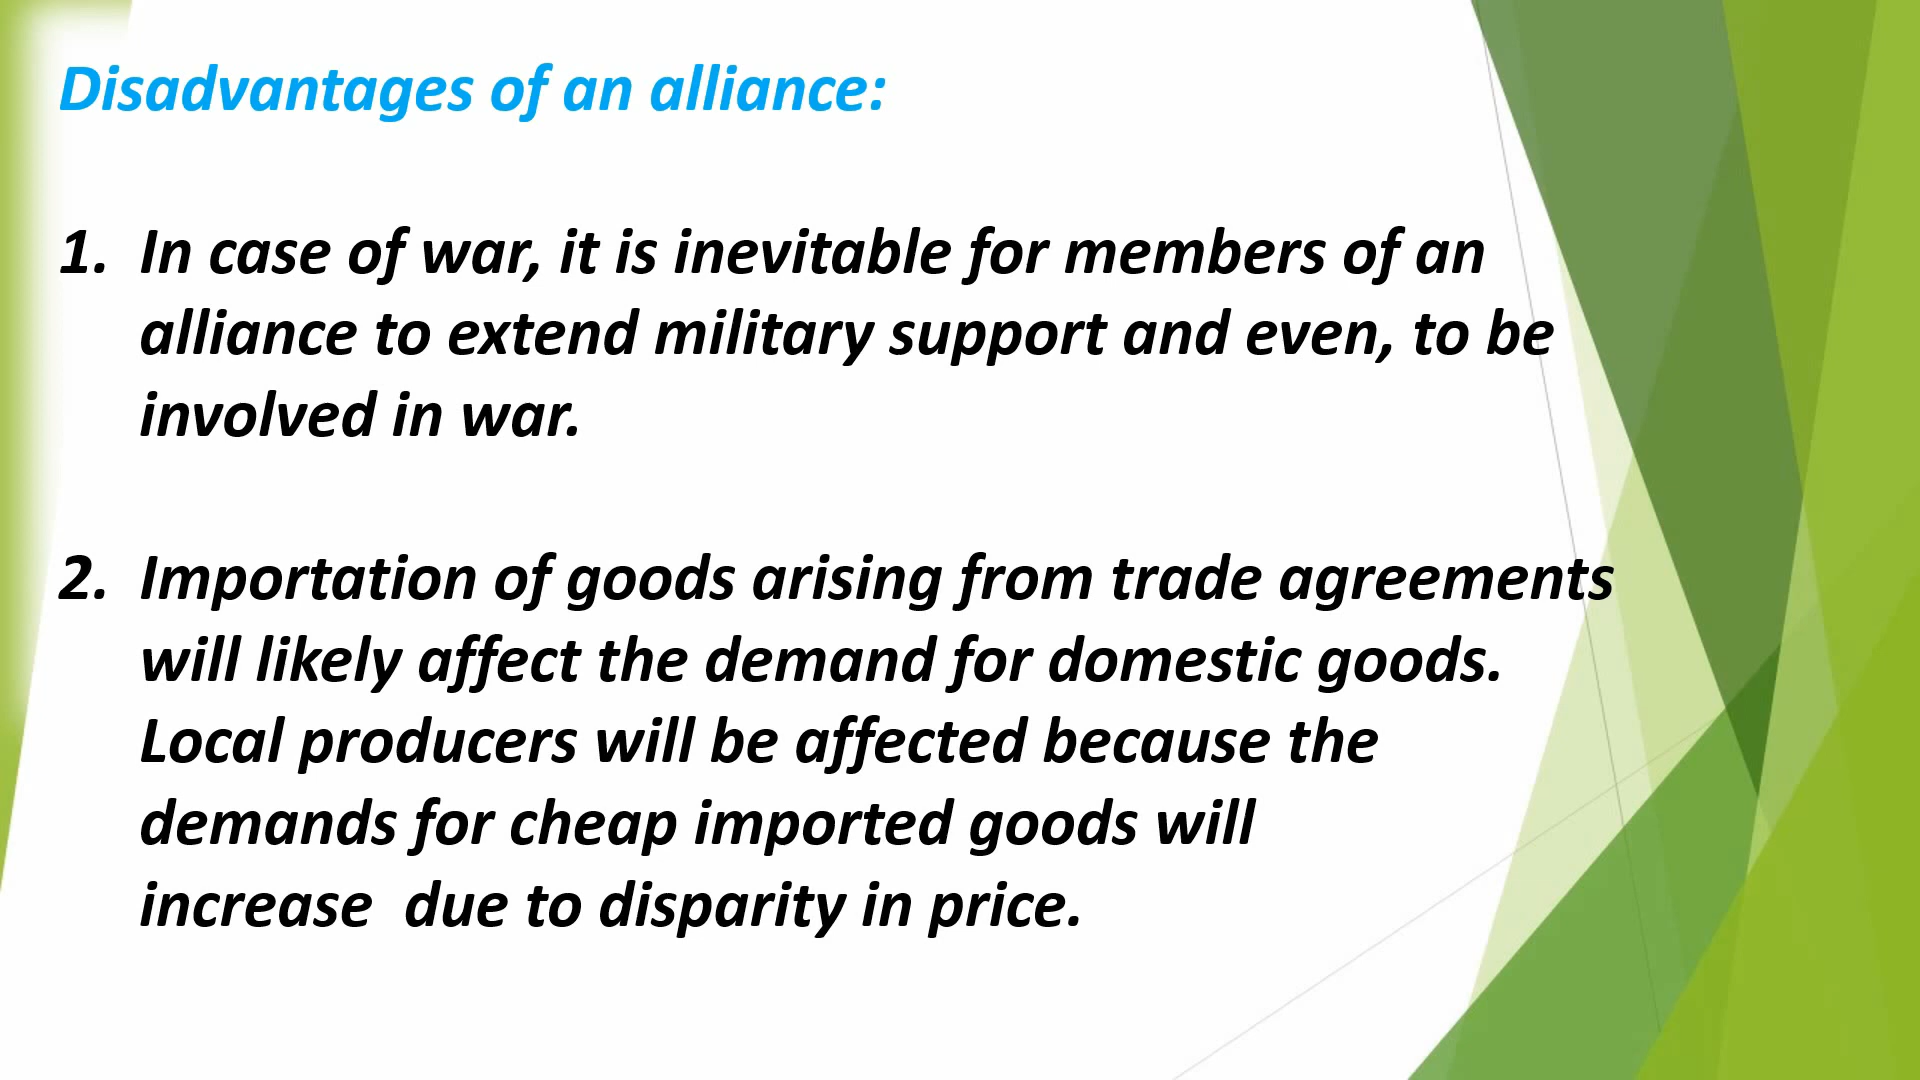 Disadvantages of an alliance:
1. In case of war, it is inevitable for members of an
alliance to extend military support and even, to be
involved in war.
2. Importation of goods arising from trade agreements
will likely affect the demand for domestic goods.
Local producers will be affected because the
demands for cheap imported goods will
increase  due to disparity in price.